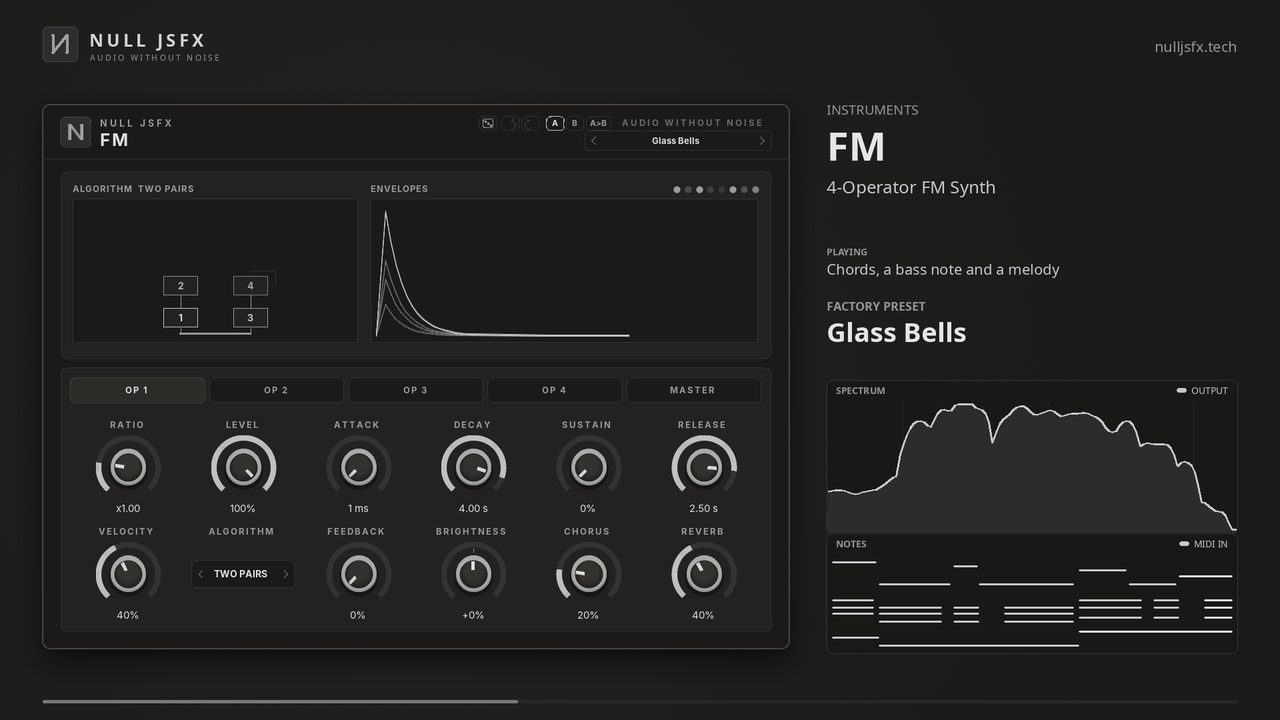 NULL JSFX
AUDIO WITHOUT NOISE
nulljsfx.tech
N
NULL JSFX
FM
A
B
A>B
AUDIO WITHOUT NOISE
Glass Bells
ALGORITHM TWO PAIRS
ENVELOPES
2
4
1
3
OP 1
OP 2
OP 3
OP 4
MASTER
RATIO
LEVEL
ATTACK
DECAY
SUSTAIN
RELEASE
x1.00
100%
1 ms
4.00 s
0%
2.50 s
VELOCITY
ALGORITHM
FEEDBACK
BRIGHTNESS
CHORUS
REVERB
TWO PAIRS
40%
0%
+0%
20%
40%
INSTRUMENTS
FM
4-Operator FM Synth
PLAYING
Chords, a bass note and a melody
FACTORY PRESET
Glass Bells
SPECTRUM
OUTPUT
NOTES
MIDI IN